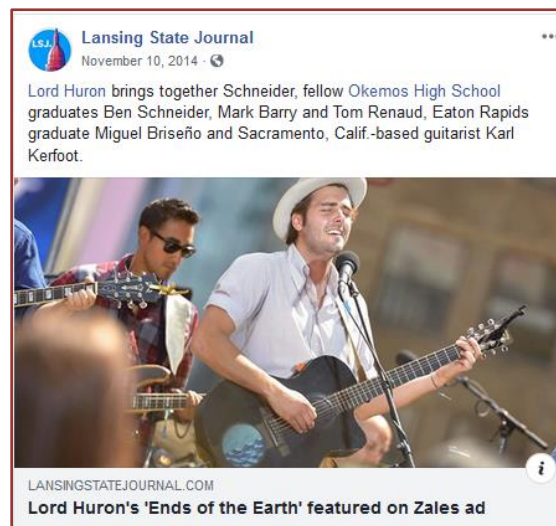 LSJ.
Lansing State Journal
November 10, 2014 ·
Lord Huron brings together Schneider, fellow Okemos High School
graduates Ben Schneider, Mark Barry and Tom Renaud, Eaton Rapids
graduate Miguel Briseño and Sacramento, Calif.-based guitarist Karl
Kerfoot.
LANSINGSTATEJOURNAL.COM
Lord Huron's 'Ends of the Earth' featured on Zales ad